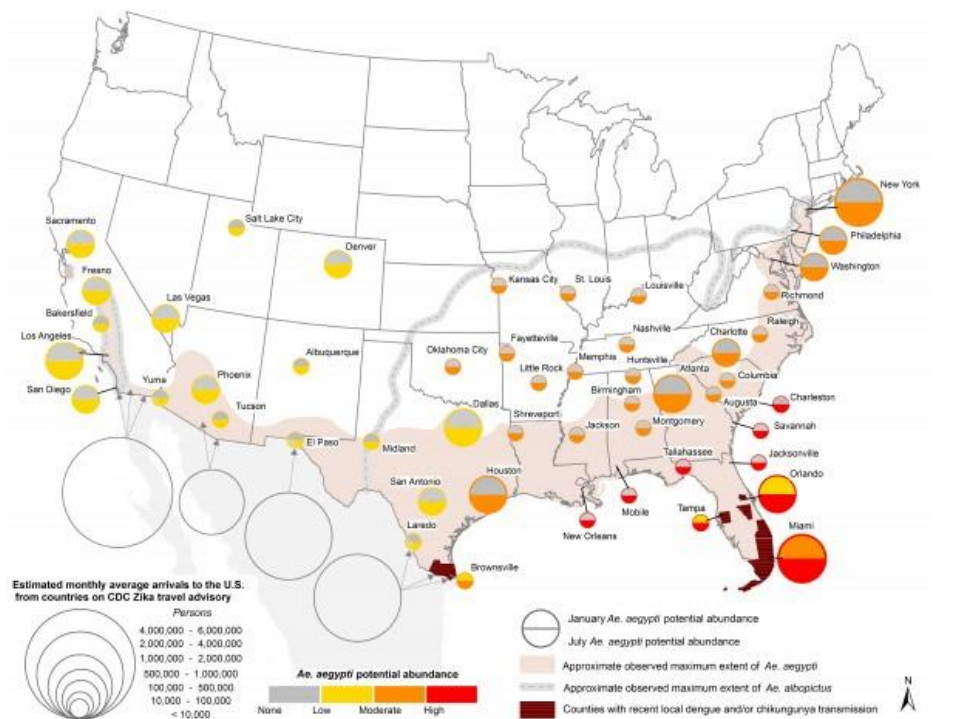 New York
Philadelphia
Washington
Sacramento
Salt Lake City
Denver
Fresno
Kansas City
St. Louis
Louisville
Richmond
Las Vegas
Bakersfield
Los Angeles
Raleigh
Nashville
Charlotte
Fayetteville
Oklahoma City
Albuquerque
Memphis
Huntsville
Atlanta
Little Rock
Columbia
San Diego
Yuma
Phoenix
Birmingham
Charleston
Augusta
Tucson
Dallas
Shreveport
Jackson
Montgomery
Savannah
El Paso
Midland
Tallahassee
Jacksonville
Houston
Orlando
San Antonio
Mobile
Tampa
Miami
Laredo
New Orleans
Brownsville
Estimated monthly average arrivals to the U.S.
from countries on CDC Zika travel advisory
Persons
4,000,000 - 6,000,000
2,000,000 - 4,000,000
1,000,000 - 2,000,000
500,000 - 1,000,000
100,000 - 500,000
10,000 - 100,000
< 10,000
Ae. aegypti potential abundance
None Low Moderate High
January Ae. aegypti potential abundance
July Ae. aegypti potential abundance
Approximate observed maximum extent of Ae. aegypti
Approximate observed maximum extent of Ae. albopictus
Counties with recent local dengue and/or chikungunya transmission
N